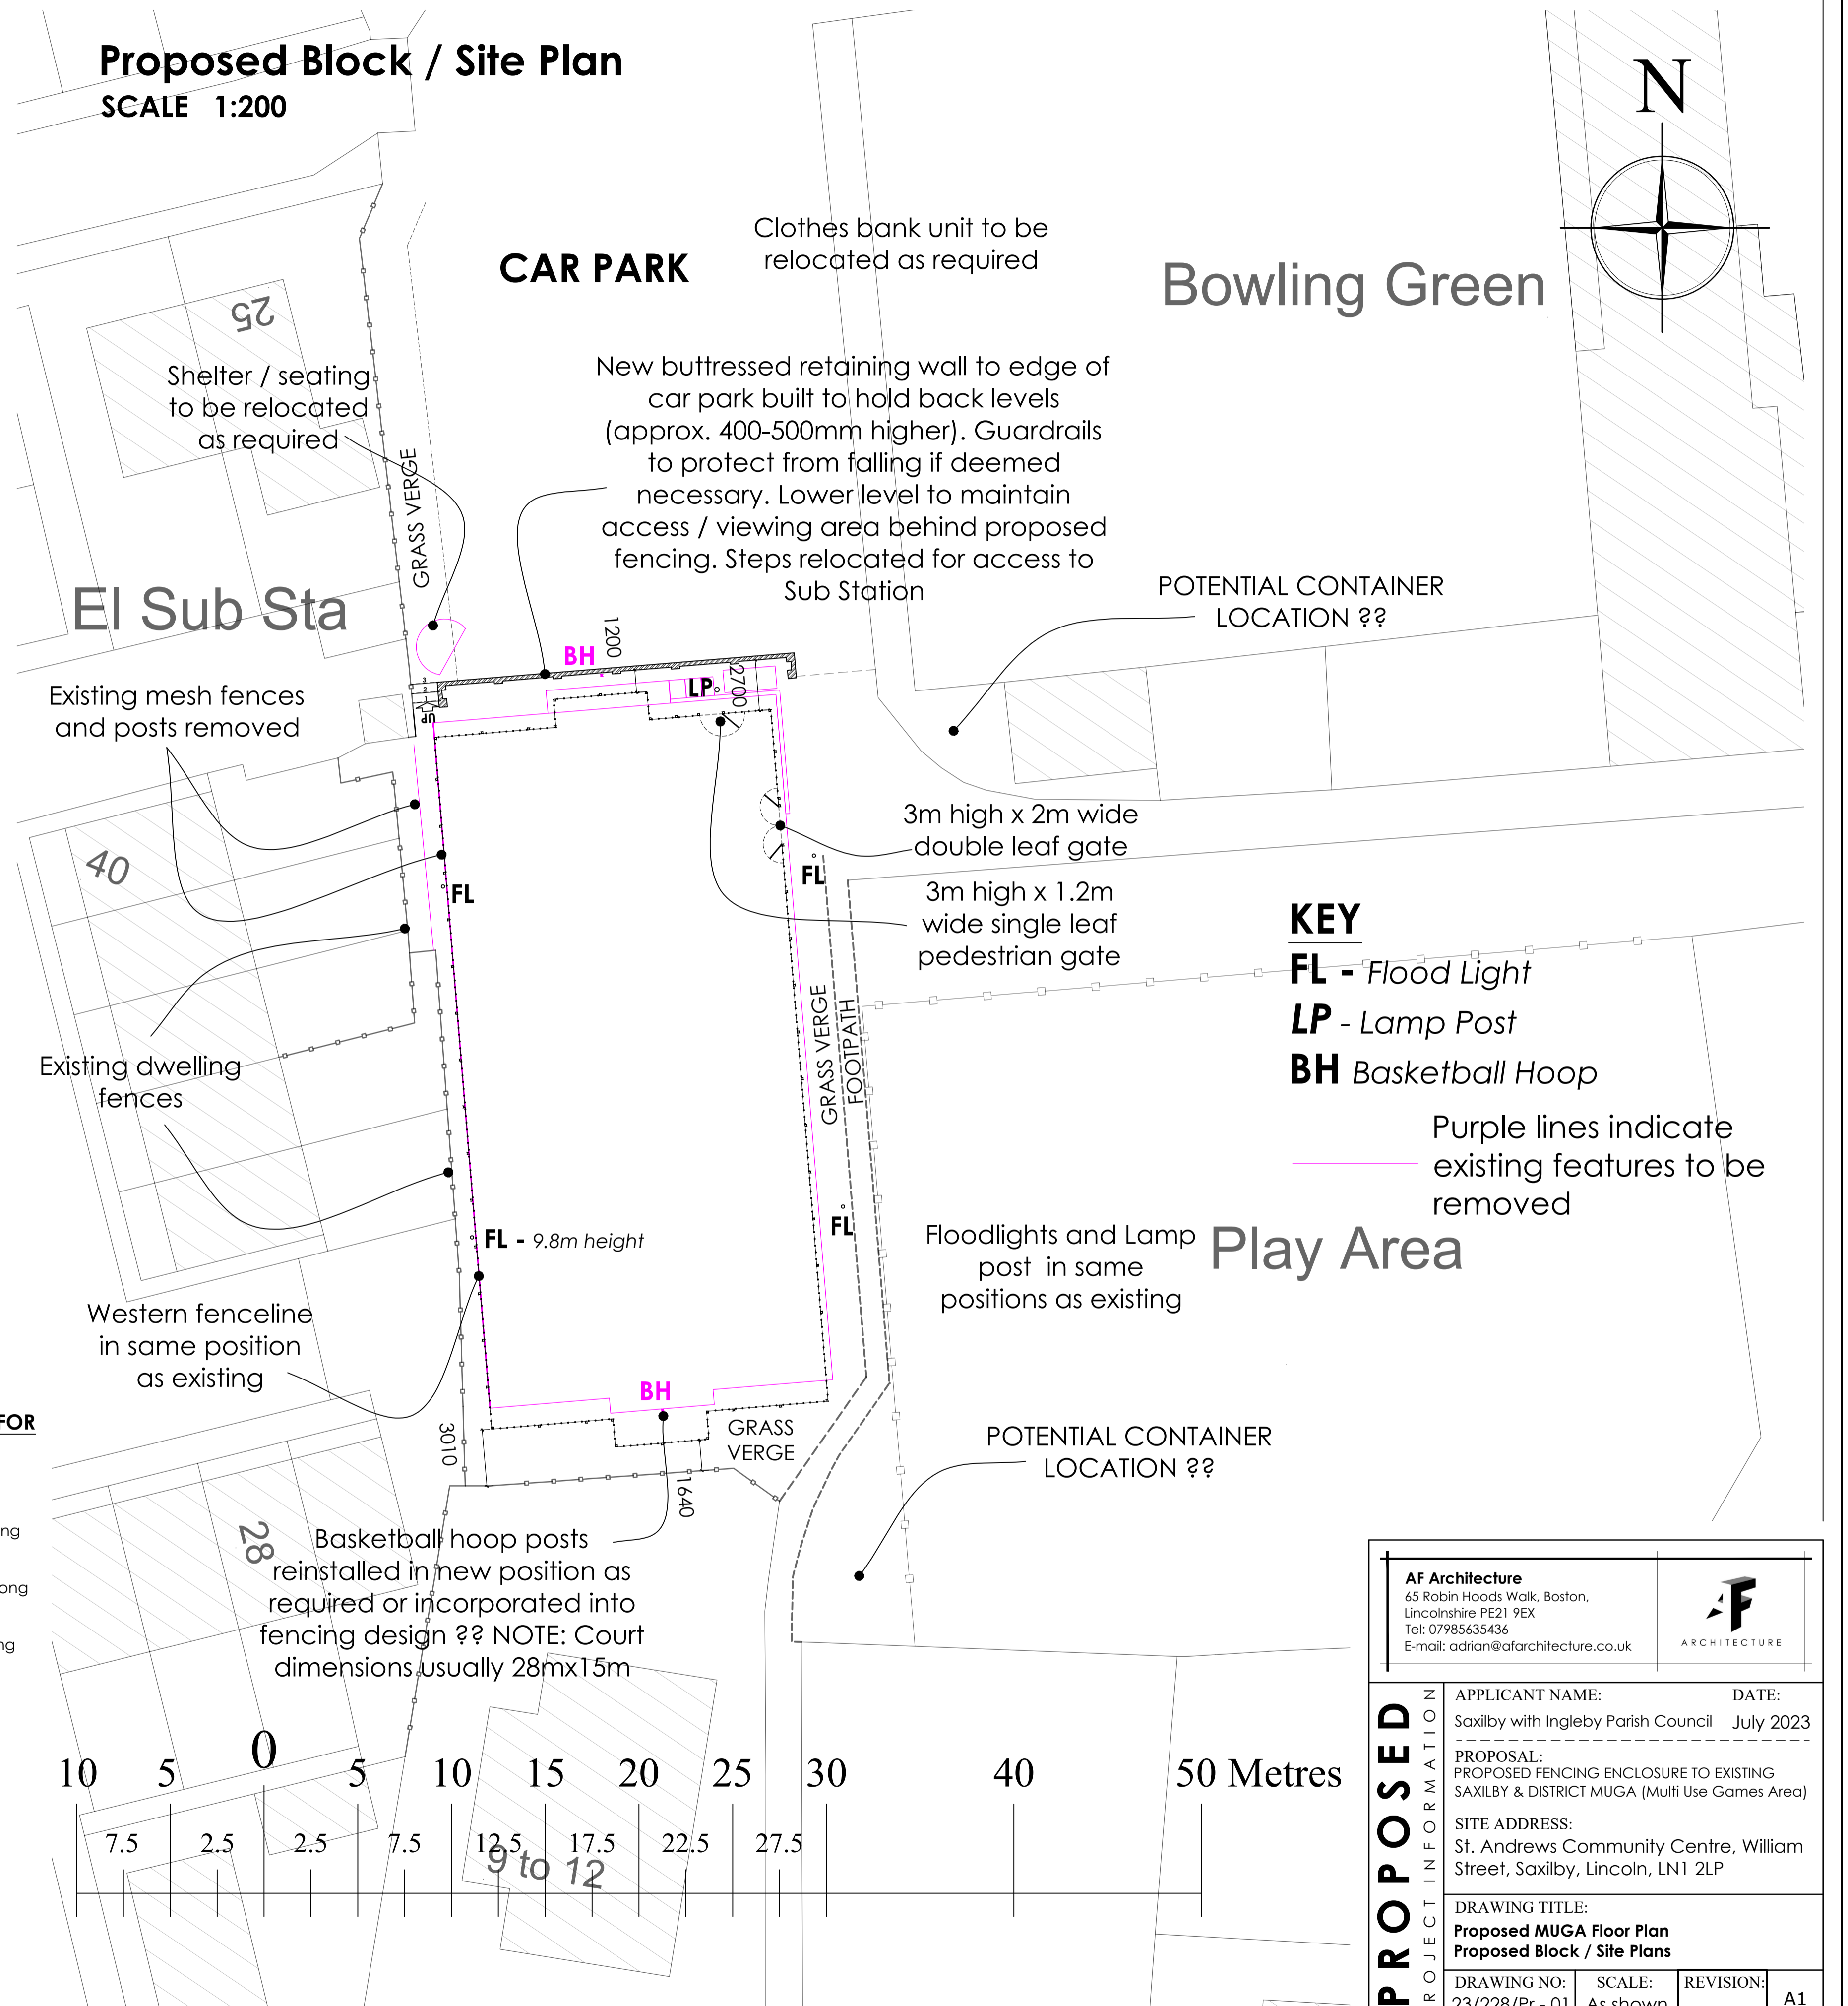 Proposed Block / Site Plan
SCALE 1:200
N
CAR PARK
Clothes bank unit to be
relocated as required
Bowling Green
25
Shelter / seating
to be relocated
as required
GRASS VERGE
New buttressed retaining wall to edge of
car park built to hold back levels
(approx. 400-500mm higher). Guardrails
to protect from falling if deemed
necessary. Lower level to maintain
access / viewing area behind proposed
fencing. Steps relocated for access to
Sub Station
El Sub Sta
POTENTIAL CONTAINER
LOCATION ??
BH
1200
LP
2700
3
2
1
UP
Existing mesh fences
and posts removed
40
FL
3m high x 2m wide
double leaf gate
FL
3m high x 1.2m
wide single leaf
pedestrian gate
KEY
FL - Flood Light
LP - Lamp Post
BH Basketball Hoop
Purple lines indicate
existing features to be
removed
GRASS VERGE
FOOTPATH
Existing dwelling
fences
FL - 9.8m height
FL
Floodlights and Lamp
post in same
positions as existing
Play Area
Western fenceline
in same position
as existing
BH
GRASS
VERGE
3010
1640
FOR
ng
ong
ng
POTENTIAL CONTAINER
LOCATION ??
28
Basketball hoop posts
reinstalled in new position as
required or incorporated into
fencing design ?? NOTE: Court
dimensions usually 28mx15m
10 5 0 5 10 15 20 25 30 40 50 Metres
7.5 2.5 2.5 7.5 12.5 17.5 22.5 27.5
9 to 12
AF Architecture
65 Robin Hoods Walk, Boston,
Lincolnshire PE21 9EX
Tel: 07985635436
E-mail: adrian@afarchitecture.co.uk
AF
ARCHITECTURE
PROPOSED
ROJECT INFORMATION
APPLICANT NAME: DATE:
Saxilby with Ingleby Parish Council July 2023
PROPOSAL:
PROPOSED FENCING ENCLOSURE TO EXISTING
SAXILBY & DISTRICT MUGA (Multi Use Games Area)
SITE ADDRESS:
St. Andrews Community Centre, William
Street, Saxilby, Lincoln, LN1 2LP
DRAWING TITLE:
Proposed MUGA Floor Plan
Proposed Block / Site Plans
DRAWING NO: SCALE: REVISION:
23/228/Pr - 01 As shown A1